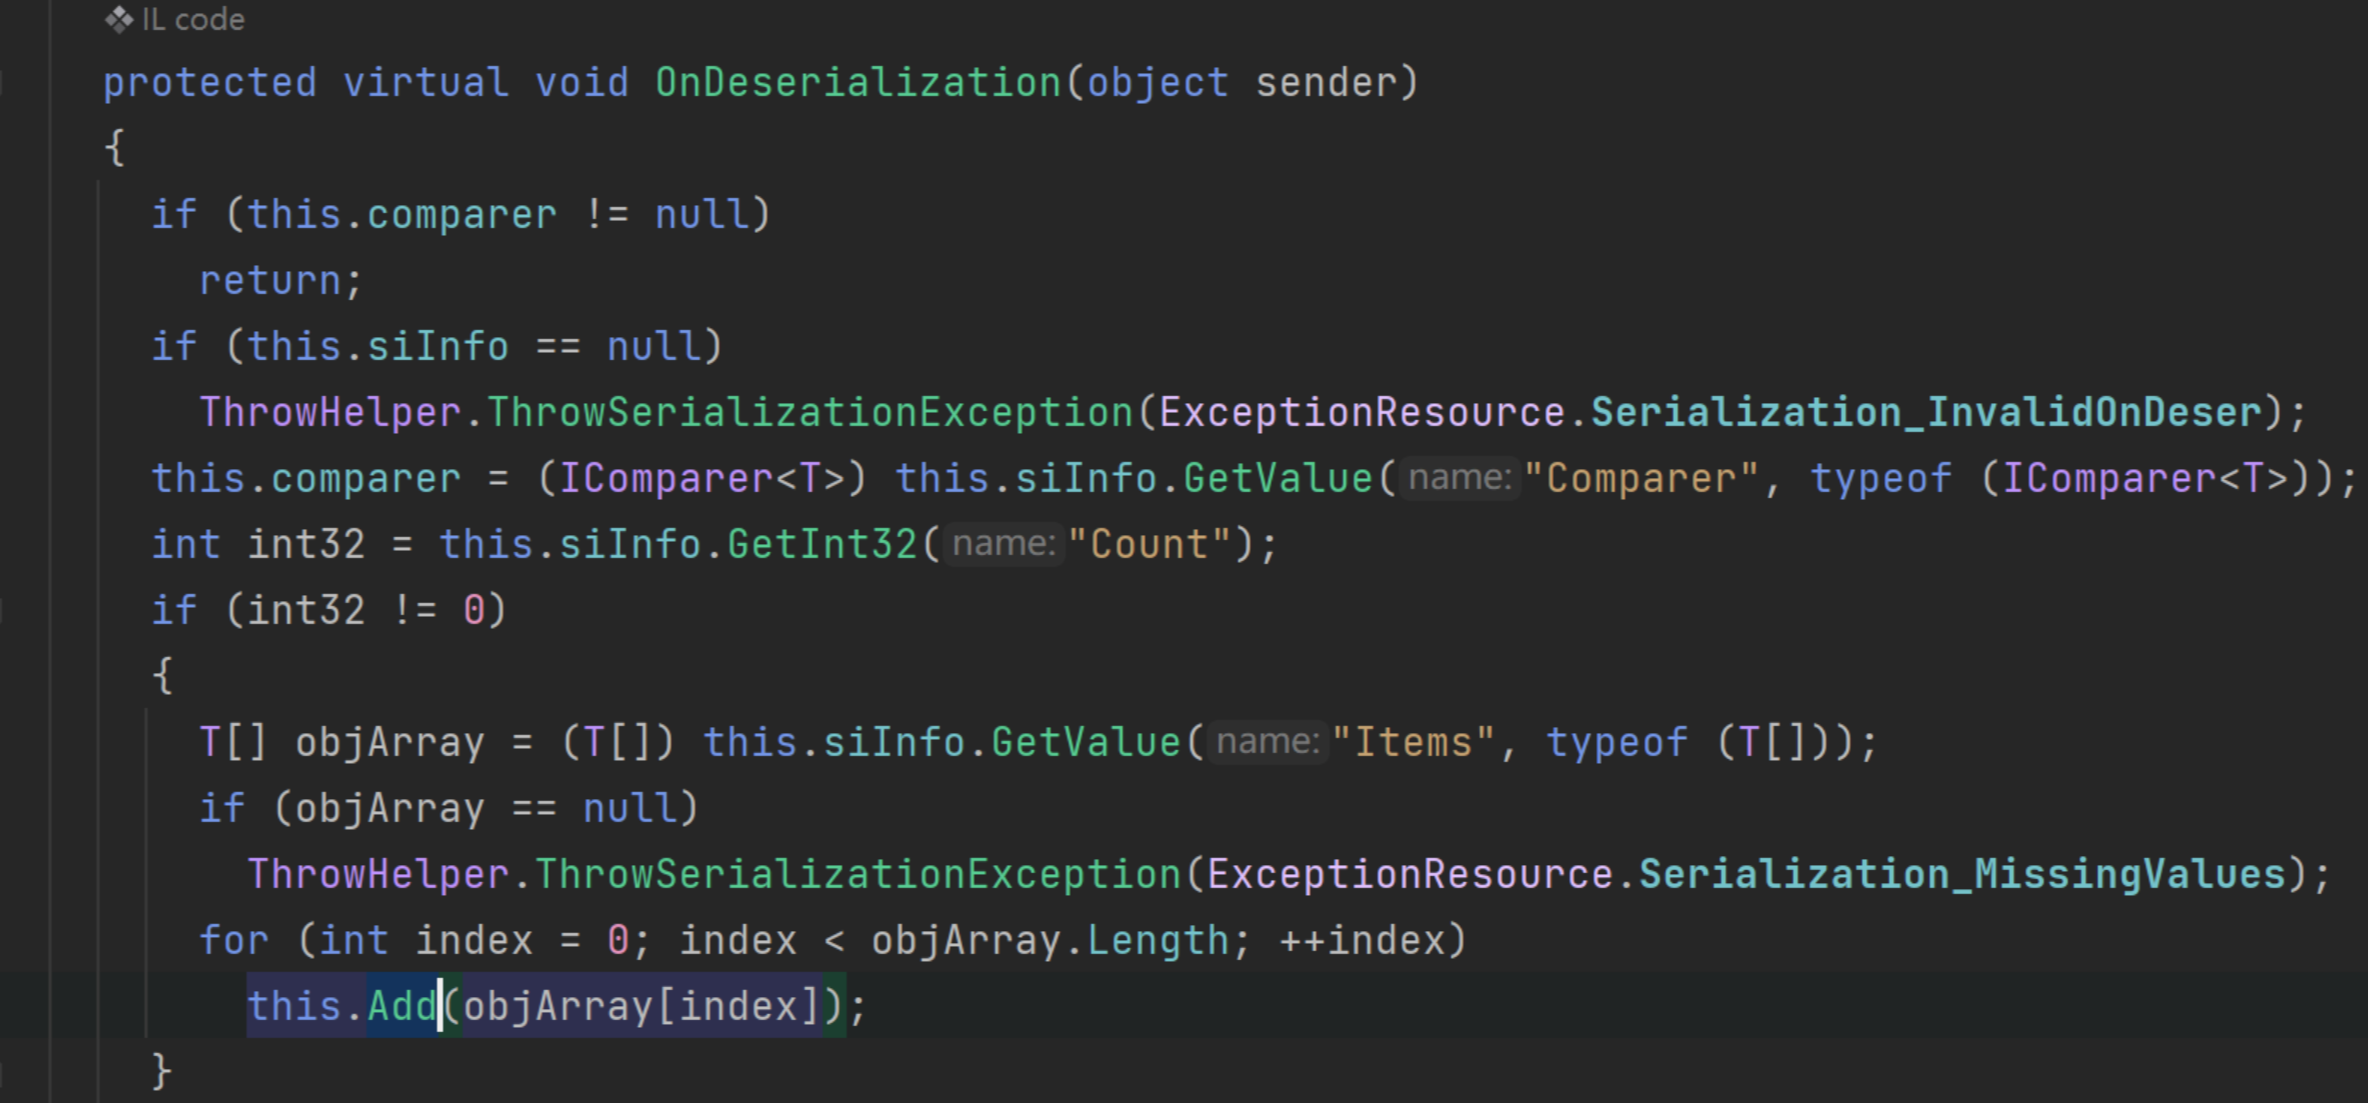 IL code
protected virtual void OnDeserialization(object sender)
{
if (this.comparer != null)
return;
if (this.siInfo == null)
ThrowHelper.ThrowSerializationException(ExceptionResource.Serialization_InvalidOnDeser);
this.comparer = (IComparer<T>) this.siInfo.GetValue(name:"Comparer", typeof (IComparer<T>));
int int32 = this.siInfo.GetInt32(name:"Count");
if (int32 != 0)
{
T[] objArray = (T[]) this.siInfo.GetValue(name:"Items", typeof (T[]));
if (objArray == null)
ThrowHelper.ThrowSerializationException(ExceptionResource.Serialization_MissingValues);
for (int index = 0; index < objArray.Length; ++index)
this.Add(objArray[index]);
}